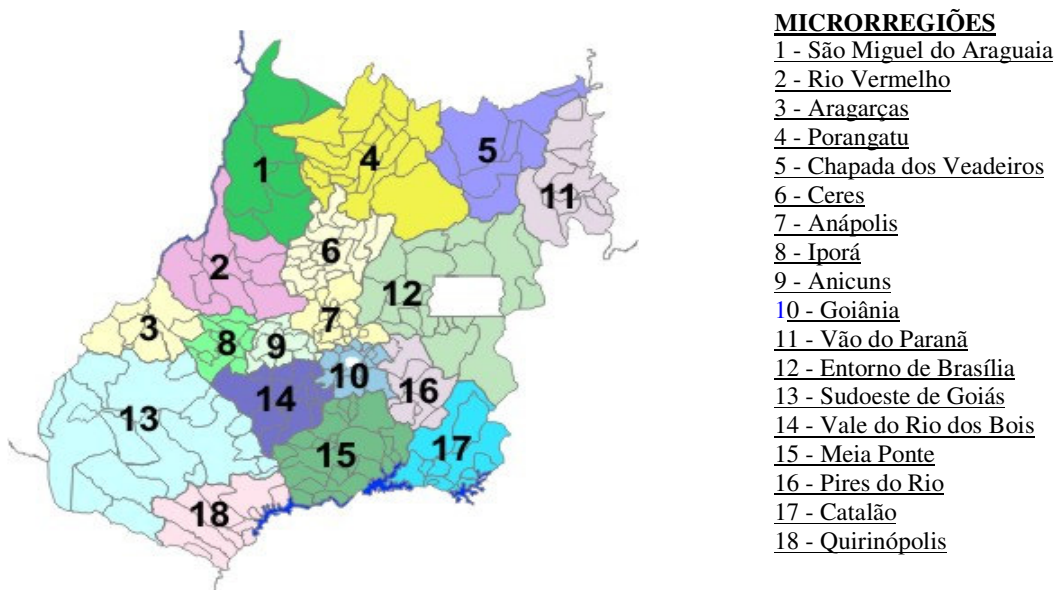 MICRORREGIÕES
1 - São Miguel do Araguaia
2 - Rio Vermelho
3 - Aragarças
4 - Porangatu
5 - Chapada dos Veadeiros
6 - Ceres
7 - Anápolis
8 - Iporá
9 - Anicuns
10 - Goiânia
11 - Vão do Paranã
12 - Entorno de Brasília
13 - Sudoeste de Goiás
14 - Vale do Rio dos Bois
15 - Meia Ponte
16 - Pires do Rio
17 - Catalão
18 - Quirinópolis
1
4
5
11
6
2
12
3
8
9
7
10
16
14
13
15
17
18